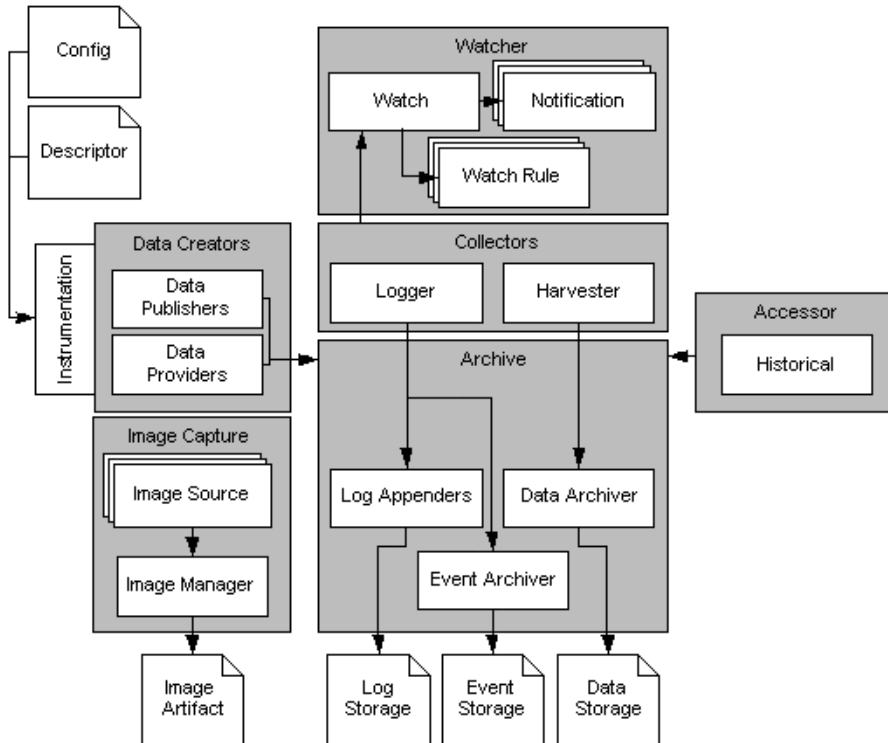 Config
Descriptor
Watcher
Watch
Notification
Watch Rule
Instrumentation
Data Creators
Data
Publishers
Data
Providers
Collectors
Logger
Harvester
Accessor
Historical
Archive
Log Appenders
Data Archiver
Event Archiver
Image Capture
Image Source
Image Manager
Image
Artifact
Log
Storage
Event
Storage
Data
Storage